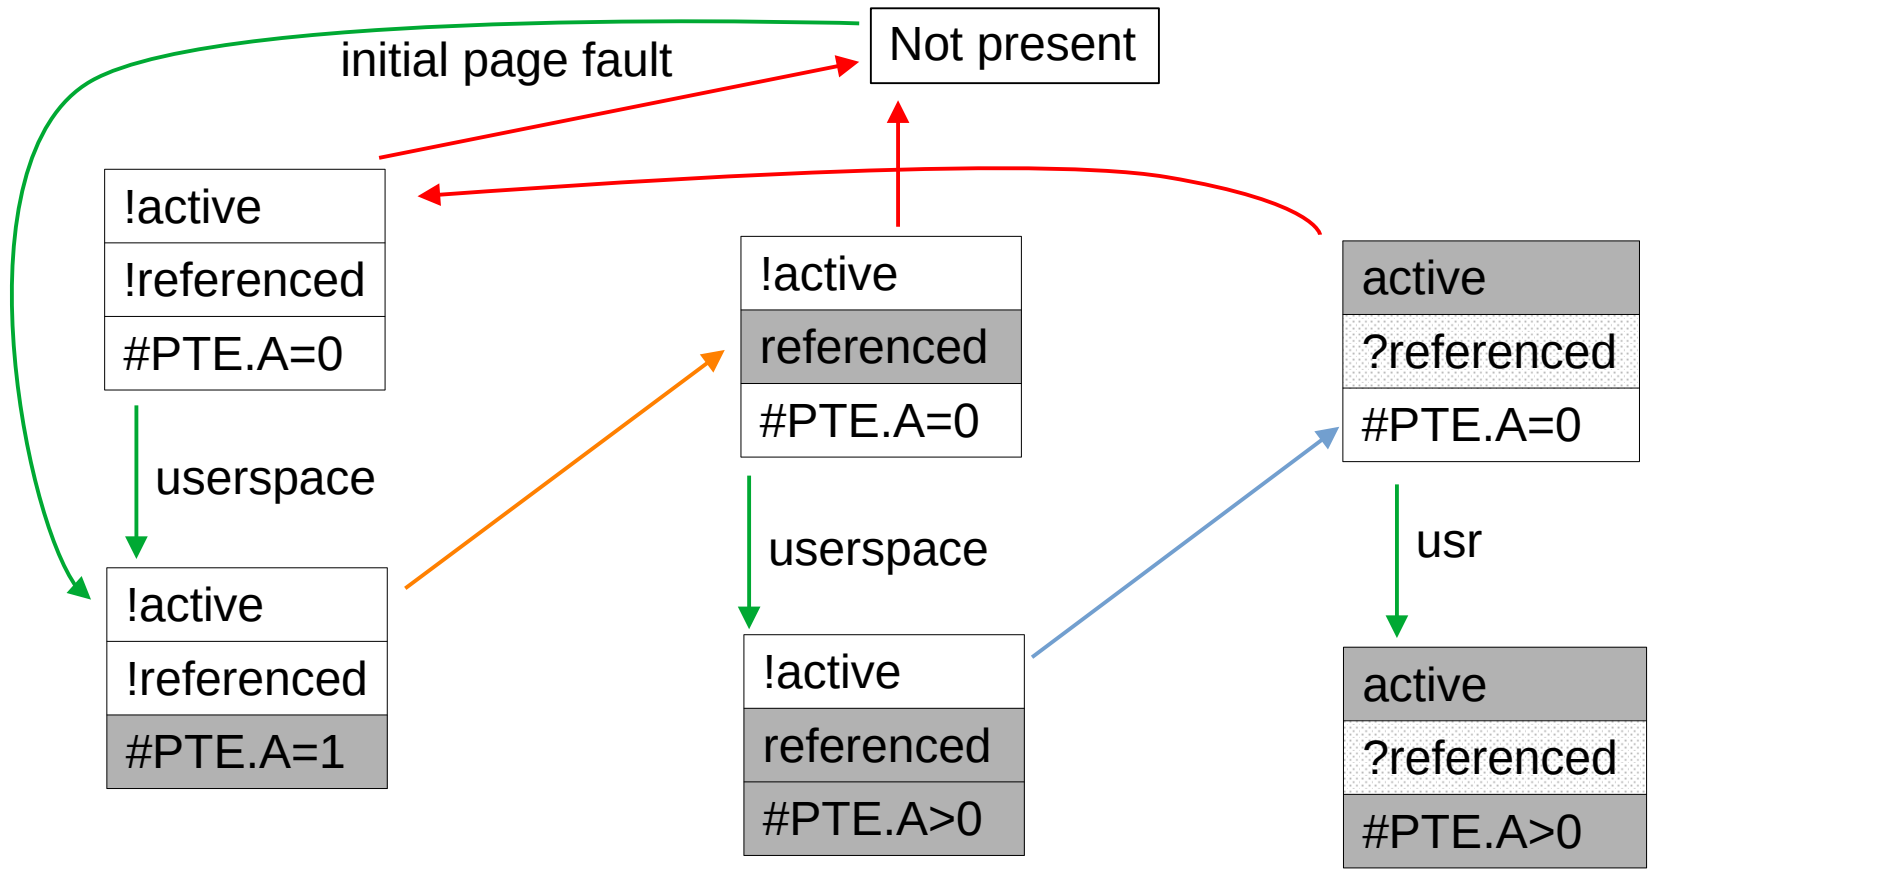 Not present
initial page fault
!active
!referenced
#PTE.A=0
!active
referenced
#PTE.A=0
active
?referenced
#PTE.A=0
userspace
userspace
usr
!active
!referenced
#PTE.A=1
!active
referenced
#PTE.A>0
active
?referenced
#PTE.A>0